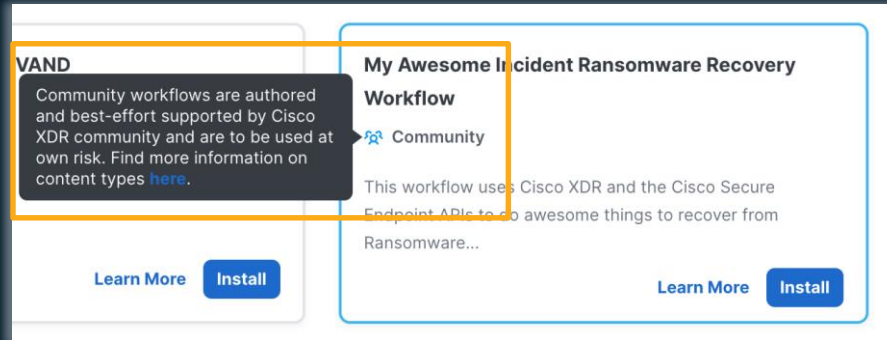 VAND
Community workflows are authored
and best-effort supported by Cisco
XDR community and are to be used at
own risk. Find more information on
content types here.
Learn More
Install
My Awesome Incident Ransomware Recovery
Workflow
Community
This workflow uses Cisco XDR and the Cisco Secure
Endpoint APIs to do awesome things to recover from
Ransomware...
Learn More
Install